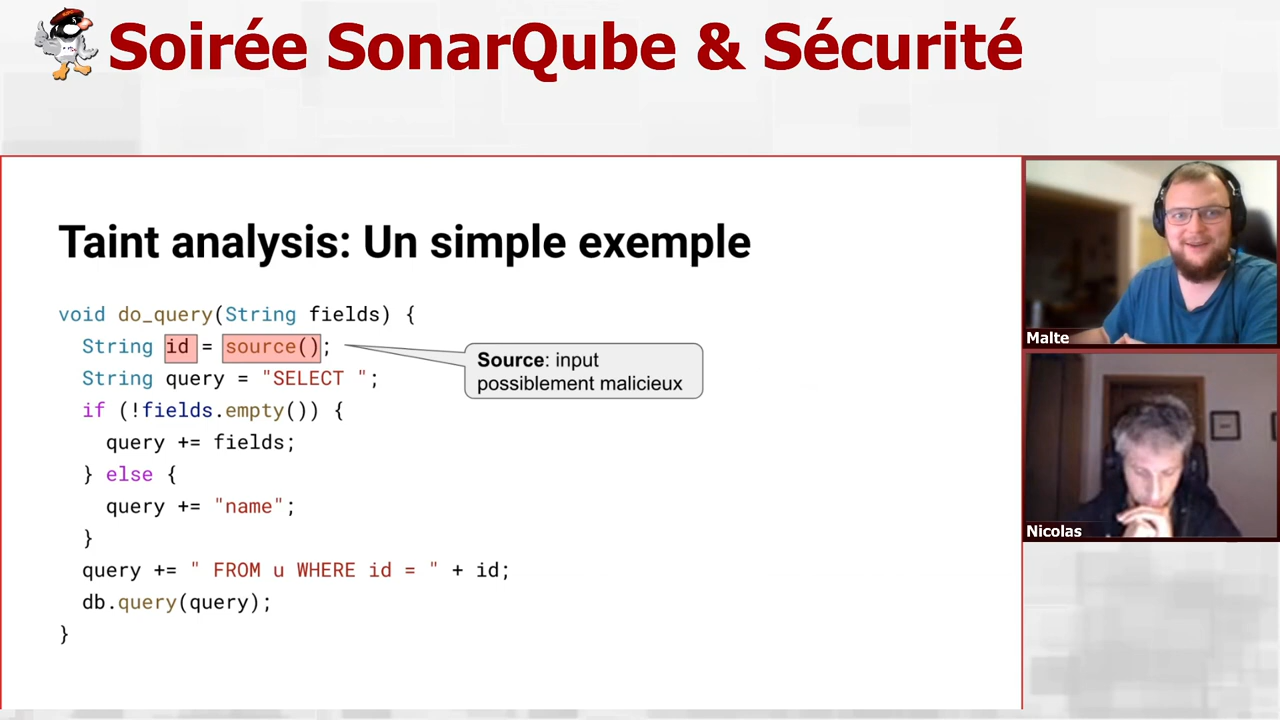 Soirée SonarQube & Sécurité
Taint analysis: Un simple exemple
void do_query(String fields) {
String id = source();
Source: input
possiblement malicieux
String query = "SELECT ";
if (!fields.empty()) {
query += fields;
} else {
query += "name";
}
query += " FROM u WHERE id = " + id;
db.query(query);
}
Malte
Nicolas